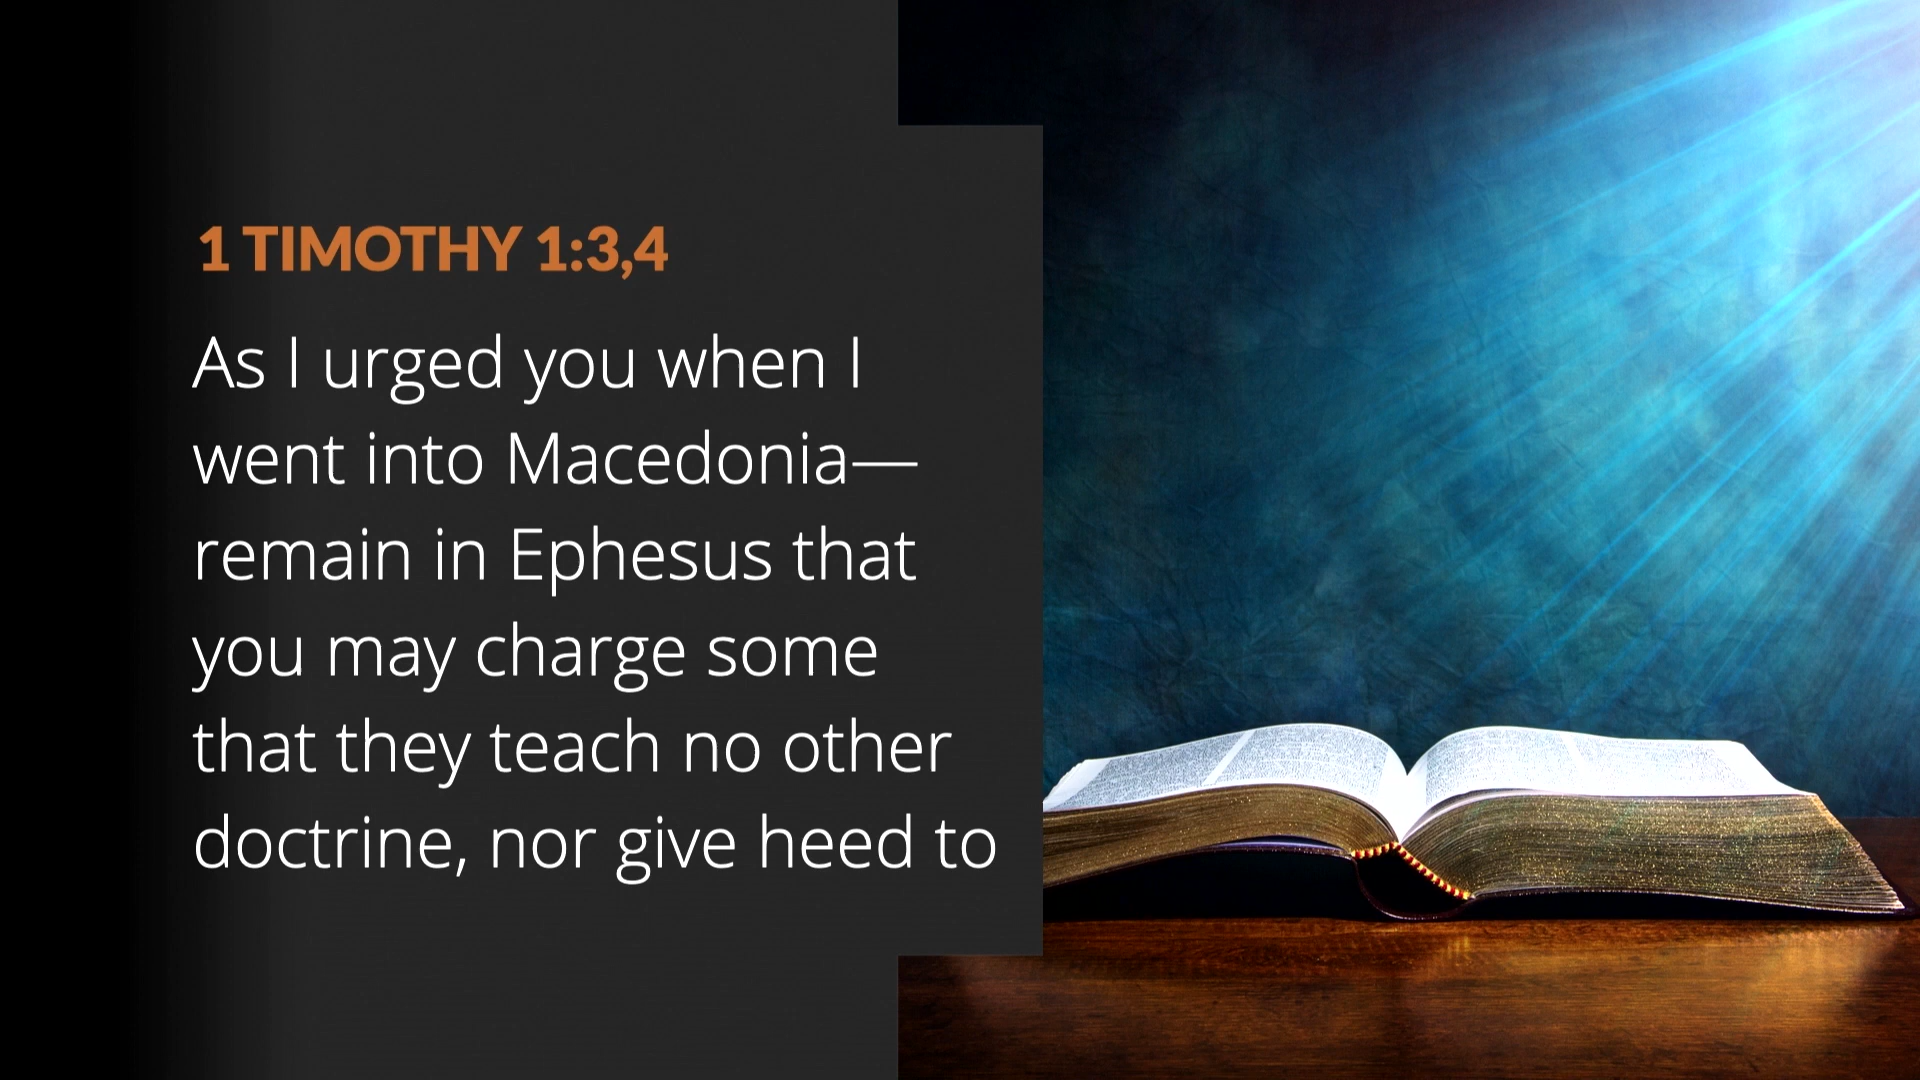 1 TIMOTHY 1:3,4
As I urged you when I
went into Macedonia—
remain in Ephesus that
you may charge some
that they teach no other
doctrine, nor give heed to